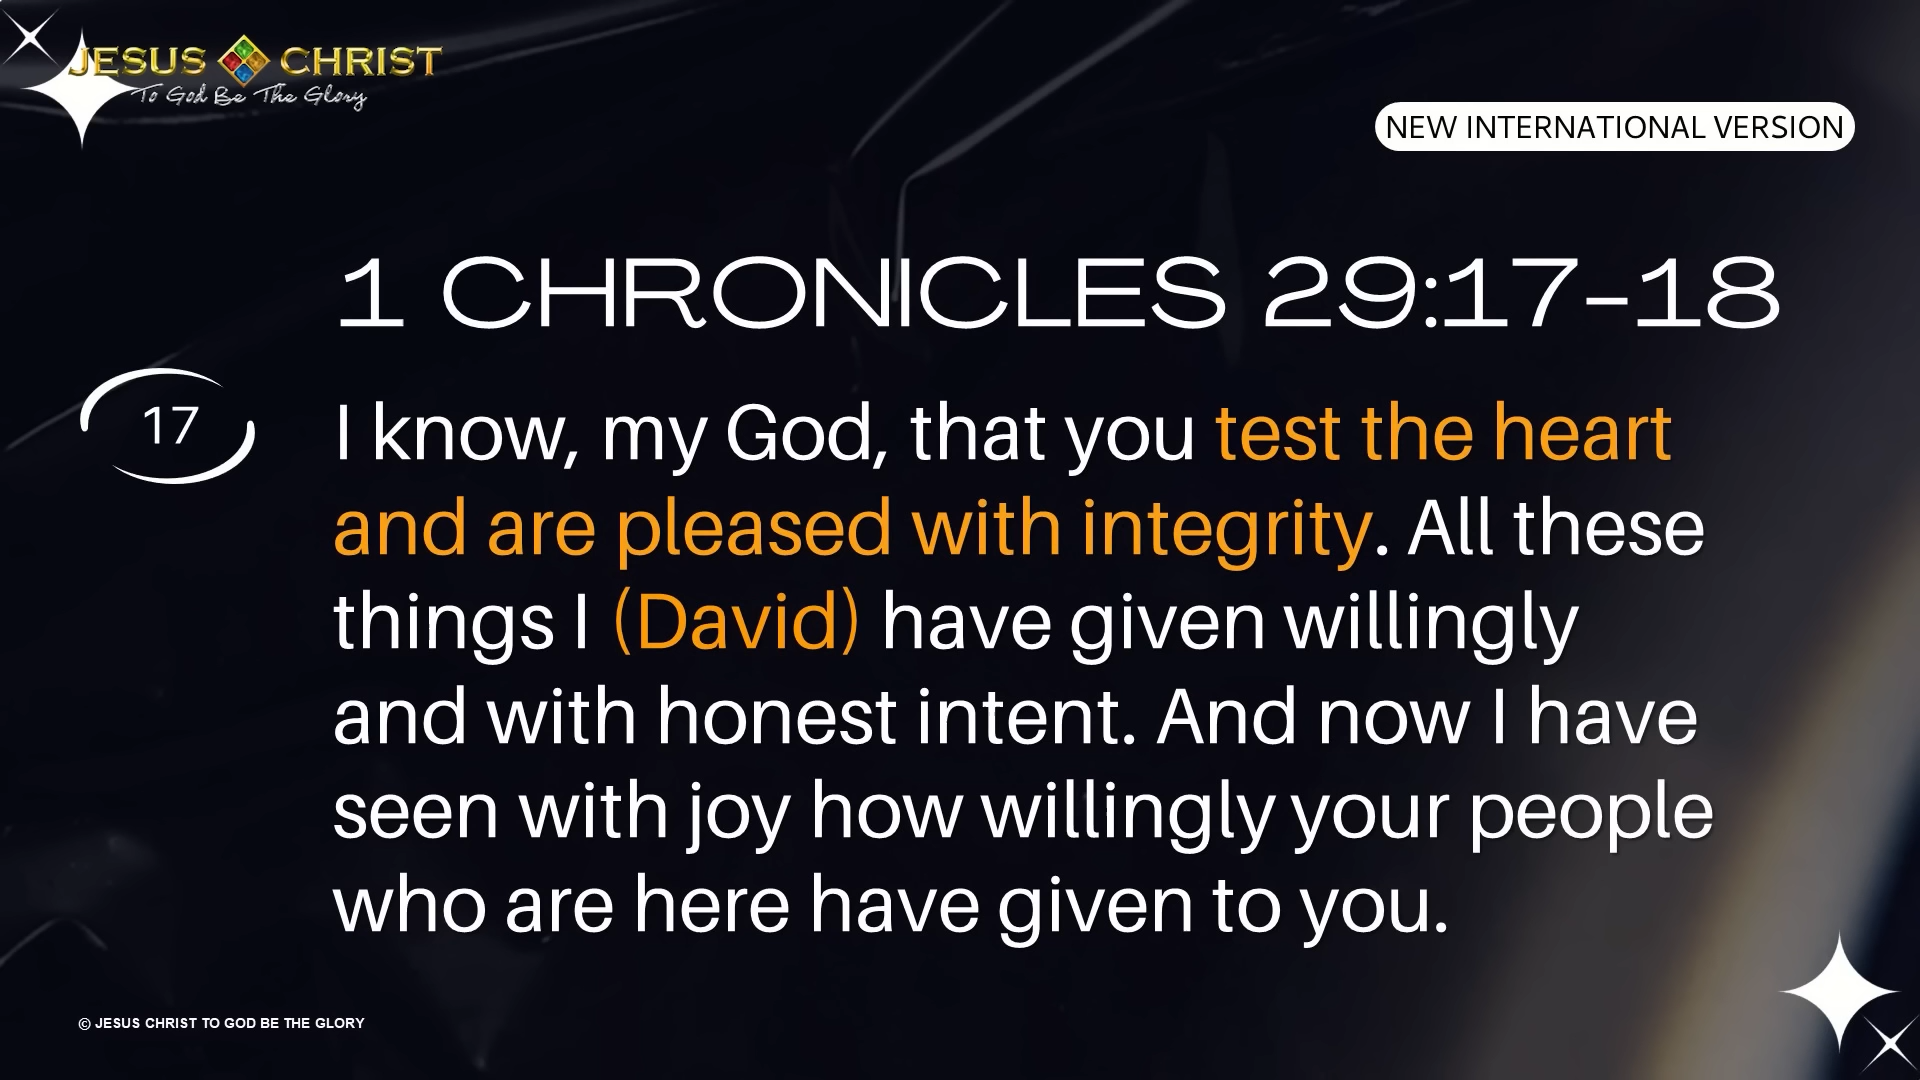 JESUS CHRIST
To God Be The Glory
NEW INTERNATIONAL VERSION
1 CHRONICLES 29:17-18
17
I know, my God, that you test the heart
and are pleased with integrity. All these
things I (David) have given willingly
and with honest intent. And now I have
seen with joy how willingly your people
who are here have given to you.
© JESUS CHRIST TO GOD BE THE GLORY